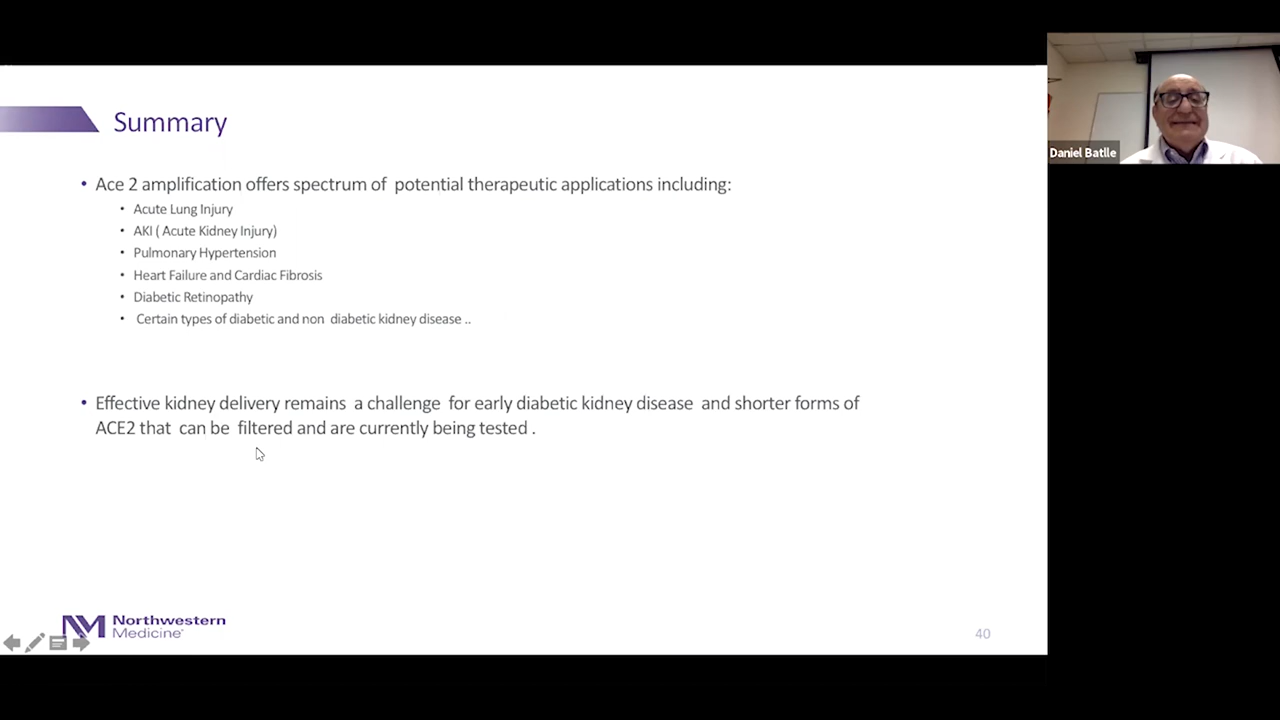 Summary
• Ace 2 amplification offers spectrum of potential therapeutic applications including:
• Acute Lung Injury
• AKI ( Acute Kidney Injury)
• Pulmonary Hypertension
• Heart Failure and Cardiac Fibrosis
• Diabetic Retinopathy
• Certain types of diabetic and non diabetic kidney disease ..
• Effective kidney delivery remains a challenge for early diabetic kidney disease and shorter forms of
ACE2 that can be filtered and are currently being tested .
NM Northwestern
Medicine®
40
Daniel Batlle